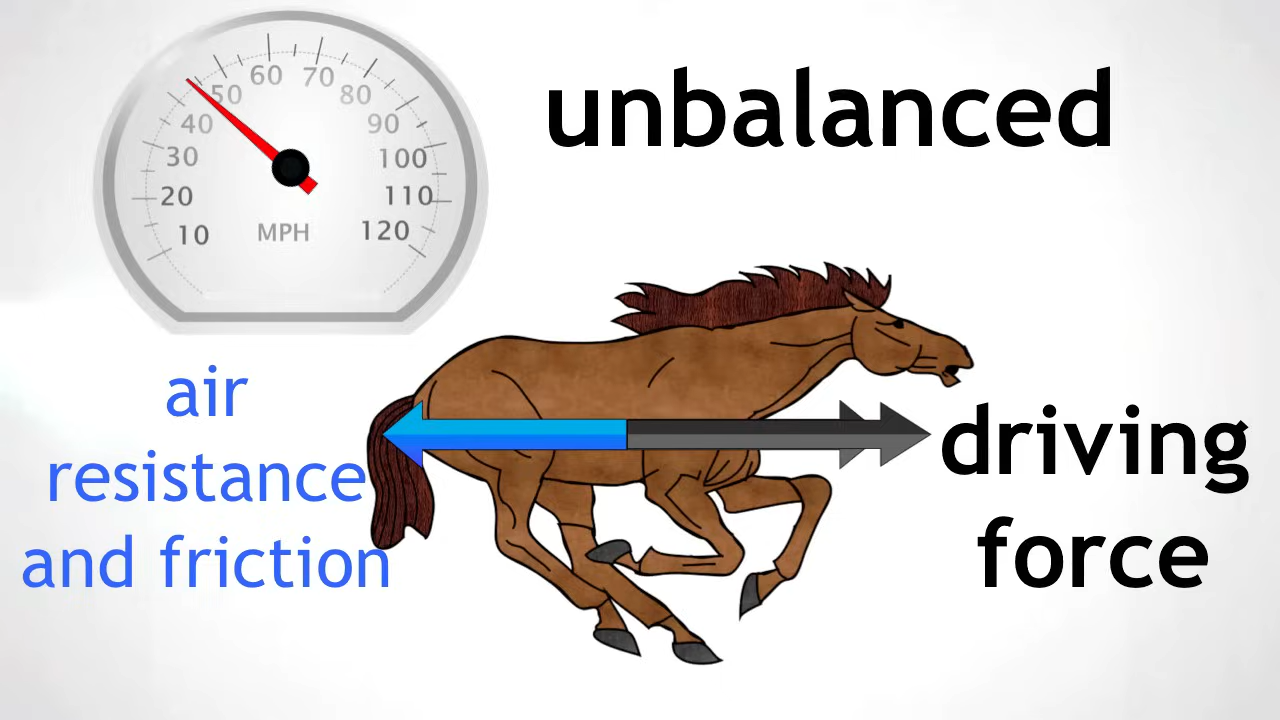 60 70
50 80
40 90
30 100
20 110
10 MPH 120
unbalanced
air
resistance
and friction
driving
force